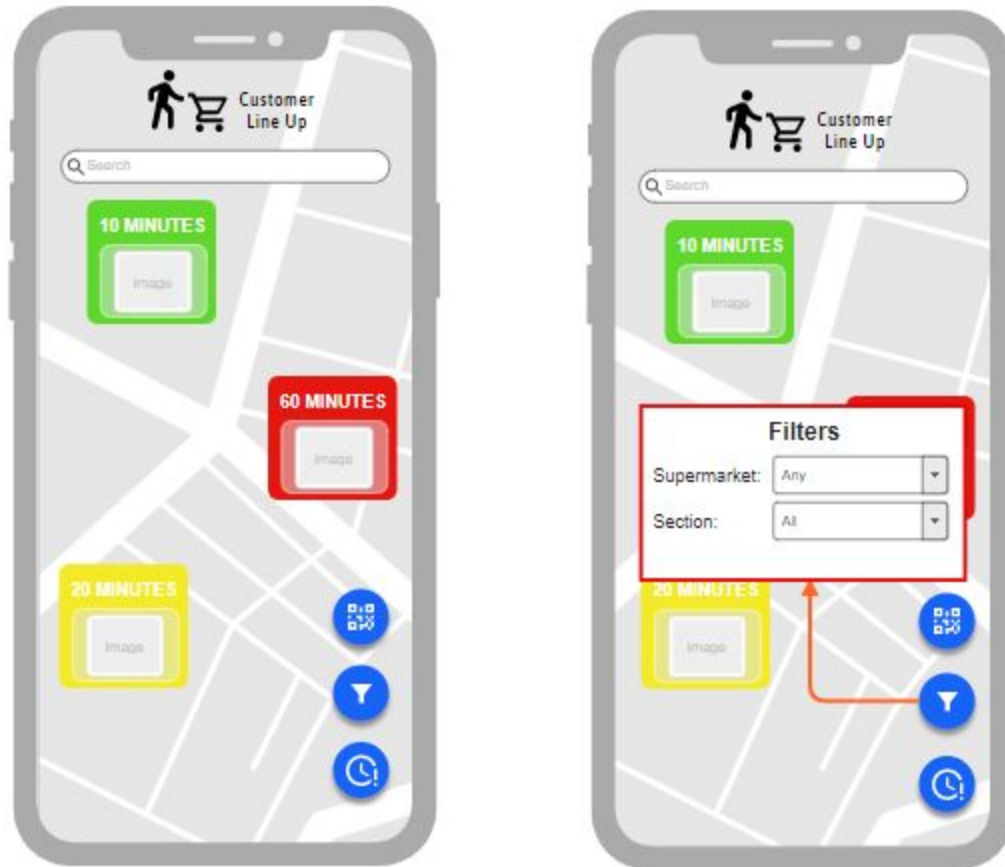 Customer
Line Up
Search
10 MINUTES
Image
60 MINUTES
Image
20 MINUTES
Image
Customer
Line Up
Search
10 MINUTES
Image
Filters
Supermarket: Any
Section: All
20 MINUTES
Image